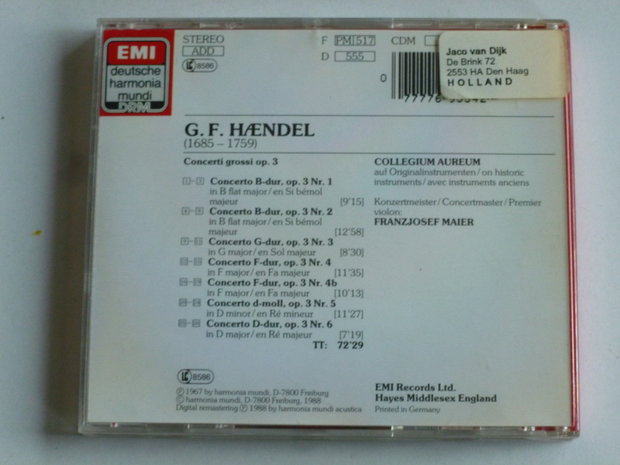 EMI
deutsche
harmonia
mundi
DHM
STEREO
ADD
8586
F PM 517 CDM
D 555
0
77776
Jaco van Dijk
De Brink 72
2553 HA Den Haag
HOLLAND
G. F. HÆNDEL
(1685 – 1759)
Concerti grossi op. 3
Concerto B-dur, op. 3 Nr. 1
in B flat major/en Si bémol
majeur [9'15]
Concerto B-dur, op. 3 Nr. 2
in B flat major/en Si bémol
majeur [12'58]
Concerto G-dur, op. 3 Nr. 3
in G major/en Sol majeur [8'30]
Concerto F-dur, op. 3 Nr. 4
in F major/en Fa majeur [11'35]
Concerto F-dur, op. 3 Nr. 4b
in F major/en Fa majeur [10'13]
Concerto d-moll, op. 3 Nr. 5
in D minor/en Ré mineur [11'27]
Concerto D-dur, op. 3 Nr. 6
in D major/en Ré majeur [7'19]
TT: 72'29
COLLEGIUM AUREUM
auf Originalinstrumenten/on historic
instruments/avec instruments anciens
Konzertmeister/Concertmaster/Premier
violon:
FRANZJOSEF MAIER
8586
℗ 1967 by harmonia mundi, D-7800 Freiburg
© harmonia mundi, D-7800 Freiburg, 1988
Digital remastering ℗ 1988 by harmonia mundi acustica
EMI Records Ltd.
Hayes Middlesex England
Printed in Germany